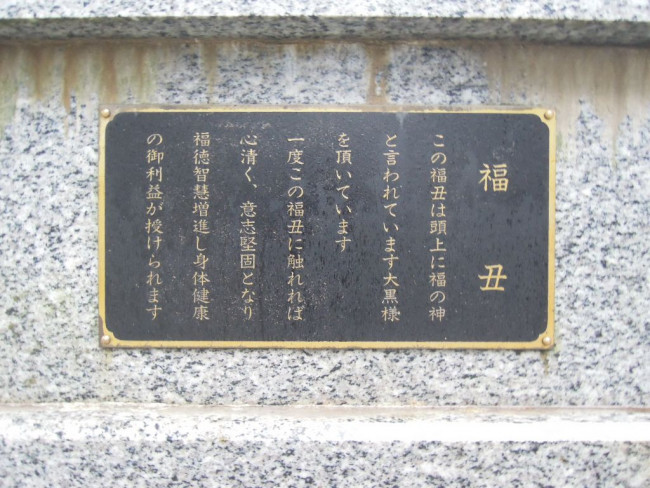 福丑
この福丑は頭上に福の神
と言われています大黒様
を頂いています
一度この福丑に触れれば
心清く、意志堅固となり
福徳智慧増進し身体健康
の御利益が授けられます